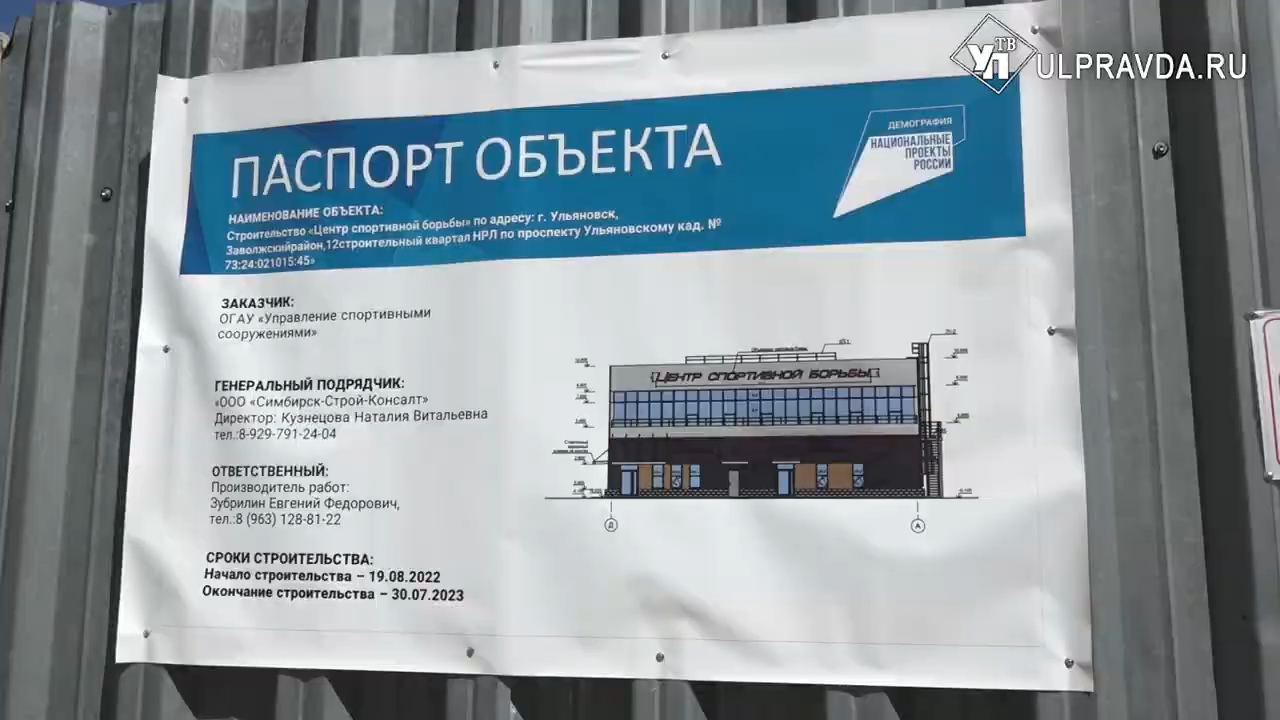 УП ТВ
ULPRAVDA.RU
ПАСПОРТ ОБЪЕКТА
ДЕМОГРАФИЯ
НАЦИОНАЛЬНЫЕ
ПРОЕКТЫ
РОССИИ
НАИМЕНОВАНИЕ ОБЪЕКТА:
Строительство «Центр спортивной борьбы» по адресу: г. Ульяновск,
Заволжскийрайон,12строительный квартал НРЛ по проспекту Ульяновскому кад. №
73:24:021015:45»
ЗАКАЗЧИК:
ОГАУ «Управление спортивными
сооружениями»
ГЕНЕРАЛЬНЫЙ ПОДРЯДЧИК:
«ООО «Симбирск-Строй-Консалт»
Директор: Кузнецова Наталия Витальевна
тел.:8-929-791-24-04
ОТВЕТСТВЕННЫЙ:
Производитель работ:
Зубрилин Евгений Федорович,
тел.:8 (963) 128-81-22
СРОКИ СТРОИТЕЛЬСТВА:
Начало строительства – 19.08.2022
Окончание строительства – 30.07.2023
ЦЕНТР СПОРТИВНОЙ БОРЬБЫ
Д
А